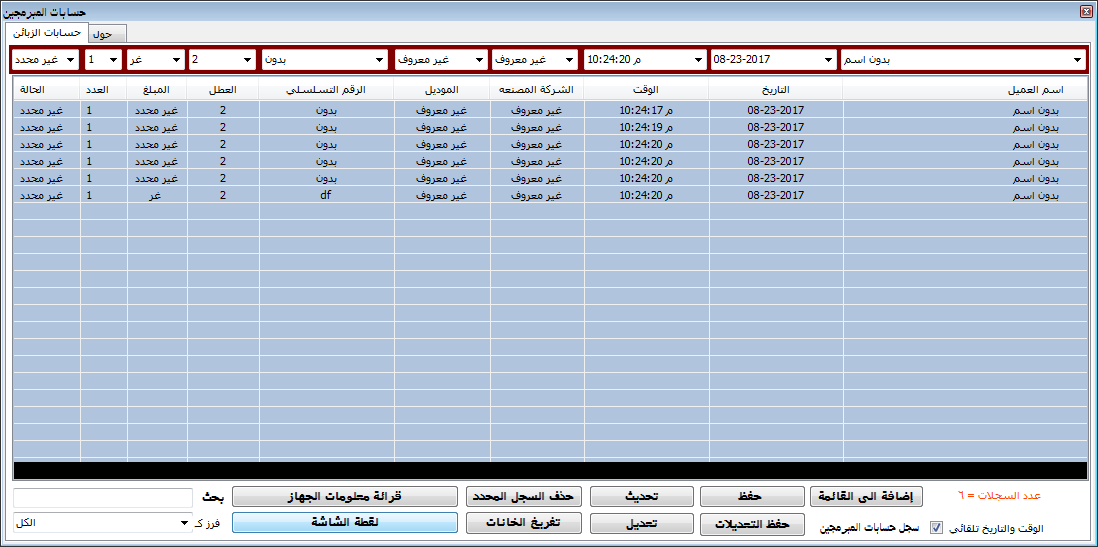 حسابات المبرمجين
حسابات الزبائن حول
بدون اسم 08-23-2017 10:24:20 م غير معروف غير معروف بدون 2 غر 1 غير محدد
اسم العميل التاريخ الوقت الشركة المصنعه الموديل الرقم التسلسلي العطل المبلغ العدد الحالة
بدون اسم 08-23-2017 10:24:17 م غير معروف غير معروف بدون 2 غير محدد 1 غير محدد
بدون اسم 08-23-2017 10:24:19 م غير معروف غير معروف بدون 2 غير محدد 1 غير محدد
بدون اسم 08-23-2017 10:24:20 م غير معروف غير معروف بدون 2 غير محدد 1 غير محدد
بدون اسم 08-23-2017 10:24:20 م غير معروف غير معروف بدون 2 غير محدد 1 غير محدد
بدون اسم 08-23-2017 10:24:20 م غير معروف غير معروف بدون 2 غير محدد 1 غير محدد
بدون اسم 08-23-2017 10:24:20 م غير معروف غير معروف df 2 غر 1 غير محدد
عدد السجلات = ٦ إضافة الى القائمة حفظ تحديث حذف السجل المحدد قرائة معلومات الجهاز بحث
الوقت والتاريخ تلقائي سجل حسابات المبرمجين حفظ التعديلات تعديل تفريغ الخانات لقطة الشاشة فرز كـ الكل